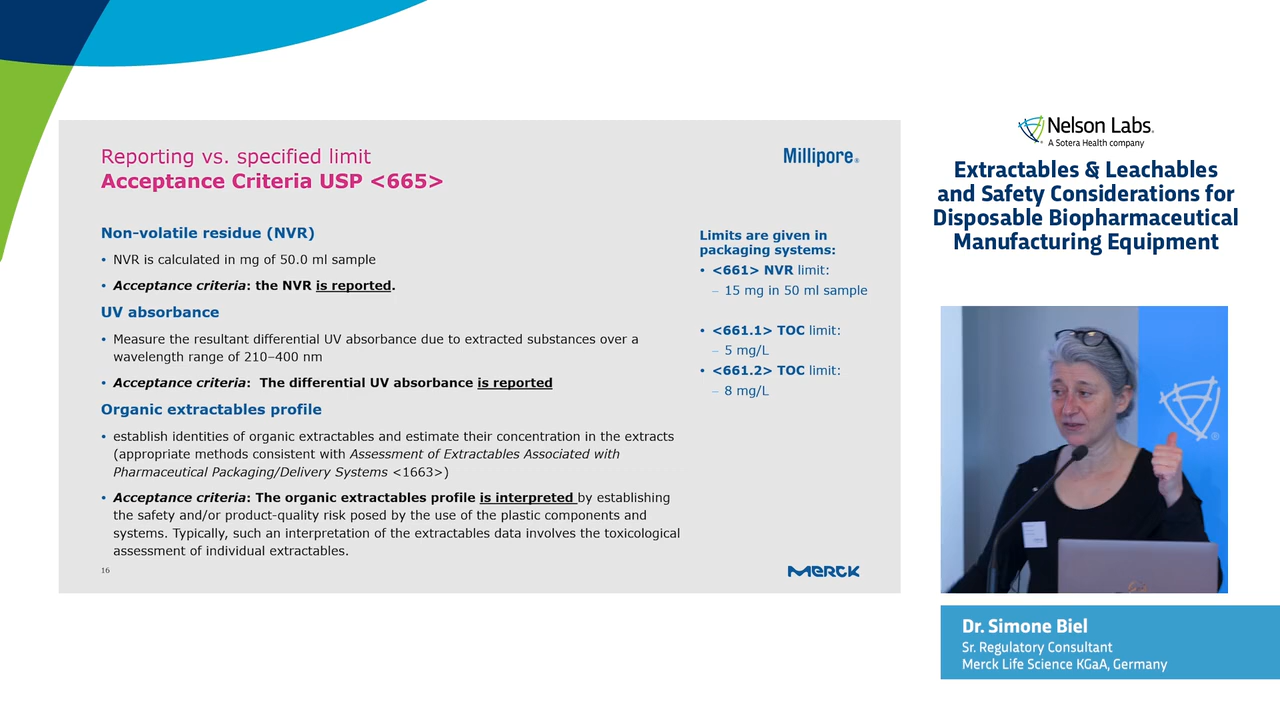 Reporting vs. specified limit
Acceptance Criteria USP <665>
Millipore®
Non-volatile residue (NVR)
• NVR is calculated in mg of 50.0 ml sample
• Acceptance criteria: the NVR is reported.
UV absorbance
• Measure the resultant differential UV absorbance due to extracted substances over a
wavelength range of 210–400 nm
• Acceptance criteria:  The differential UV absorbance is reported
Organic extractables profile
• establish identities of organic extractables and estimate their concentration in the extracts
(appropriate methods consistent with Assessment of Extractables Associated with
Pharmaceutical Packaging/Delivery Systems <1663>)
• Acceptance criteria: The organic extractables profile is interpreted by establishing
the safety and/or product-quality risk posed by the use of the plastic components and
systems. Typically, such an interpretation of the extractables data involves the toxicological
assessment of individual extractables.
16
Limits are given in
packaging systems:
• <661> NVR limit:
– 15 mg in 50 ml sample
• <661.1> TOC limit:
– 5 mg/L
• <661.2> TOC limit:
– 8 mg/L
Merck
Nelson Labs.
A Sotera Health company
Extractables & Leachables
and Safety Considerations for
Disposable Biopharmaceutical
Manufacturing Equipment
Dr. Simone Biel
Sr. Regulatory Consultant
Merck Life Science KGaA, Germany